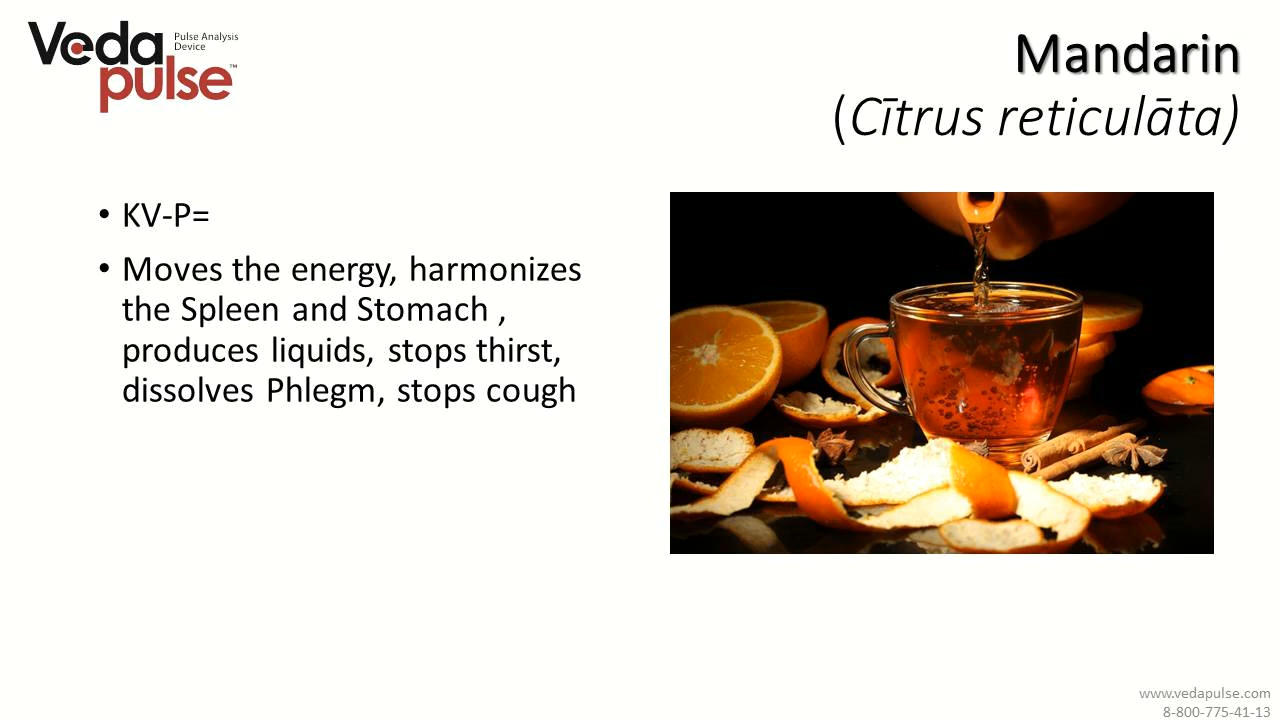 Veda
pulse™
Pulse Analysis
Device
Mandarin
(Cītrus reticulāta)
• KV-P=
• Moves the energy, harmonizes
the Spleen and Stomach ,
produces liquids, stops thirst,
dissolves Phlegm, stops cough
www.vedapulse.com
8-800-775-41-13